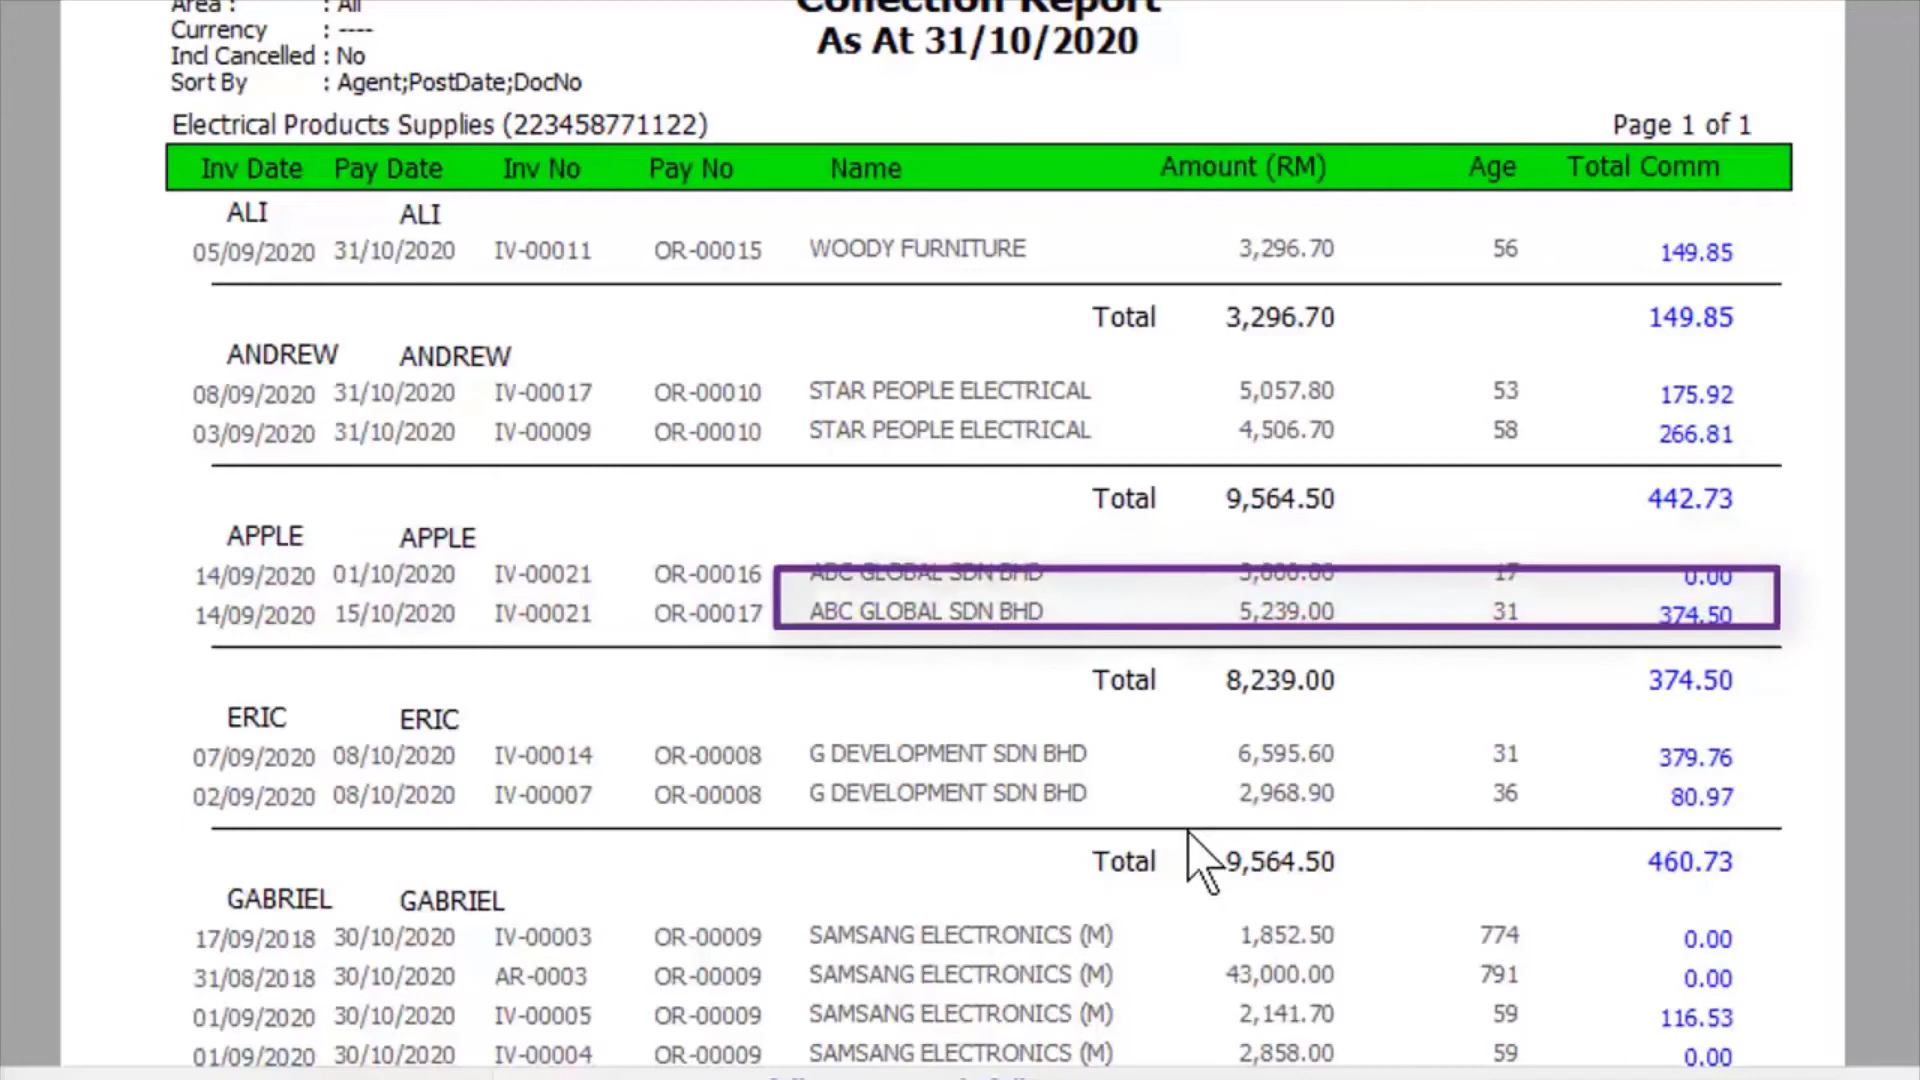 Area : : All
Collection Report
Currency : ----
As At 31/10/2020
Incl Cancelled : No
Sort By : Agent;PostDate;DocNo
Electrical Products Supplies (223458771122) Page 1 of 1
Inv Date Pay Date Inv No Pay No Name Amount (RM) Age Total Comm
ALI ALI
05/09/2020 31/10/2020 IV-00011 OR-00015 WOODY FURNITURE 3,296.70 56 149.85
Total 3,296.70 149.85
ANDREW ANDREW
08/09/2020 31/10/2020 IV-00017 OR-00010 STAR PEOPLE ELECTRICAL 5,057.80 53 175.92
03/09/2020 31/10/2020 IV-00009 OR-00010 STAR PEOPLE ELECTRICAL 4,506.70 58 266.81
Total 9,564.50 442.73
APPLE APPLE
14/09/2020 01/10/2020 IV-00021 OR-00016 ABC GLOBAL SDN BHD 3,000.00 17 0.00
14/09/2020 15/10/2020 IV-00021 OR-00017 ABC GLOBAL SDN BHD 5,239.00 31 374.50
Total 8,239.00 374.50
ERIC ERIC
07/09/2020 08/10/2020 IV-00014 OR-00008 G DEVELOPMENT SDN BHD 6,595.60 31 379.76
02/09/2020 08/10/2020 IV-00007 OR-00008 G DEVELOPMENT SDN BHD 2,968.90 36 80.97
Total 9,564.50 460.73
GABRIEL GABRIEL
17/09/2018 30/10/2020 IV-00003 OR-00009 SAMSANG ELECTRONICS (M) 1,852.50 774 0.00
31/08/2018 30/10/2020 AR-0003 OR-00009 SAMSANG ELECTRONICS (M) 43,000.00 791 0.00
01/09/2020 30/10/2020 IV-00005 OR-00009 SAMSANG ELECTRONICS (M) 2,141.70 59 116.53
01/09/2020 30/10/2020 IV-00004 OR-00009 SAMSANG ELECTRONICS (M) 2,858.00 59 0.00